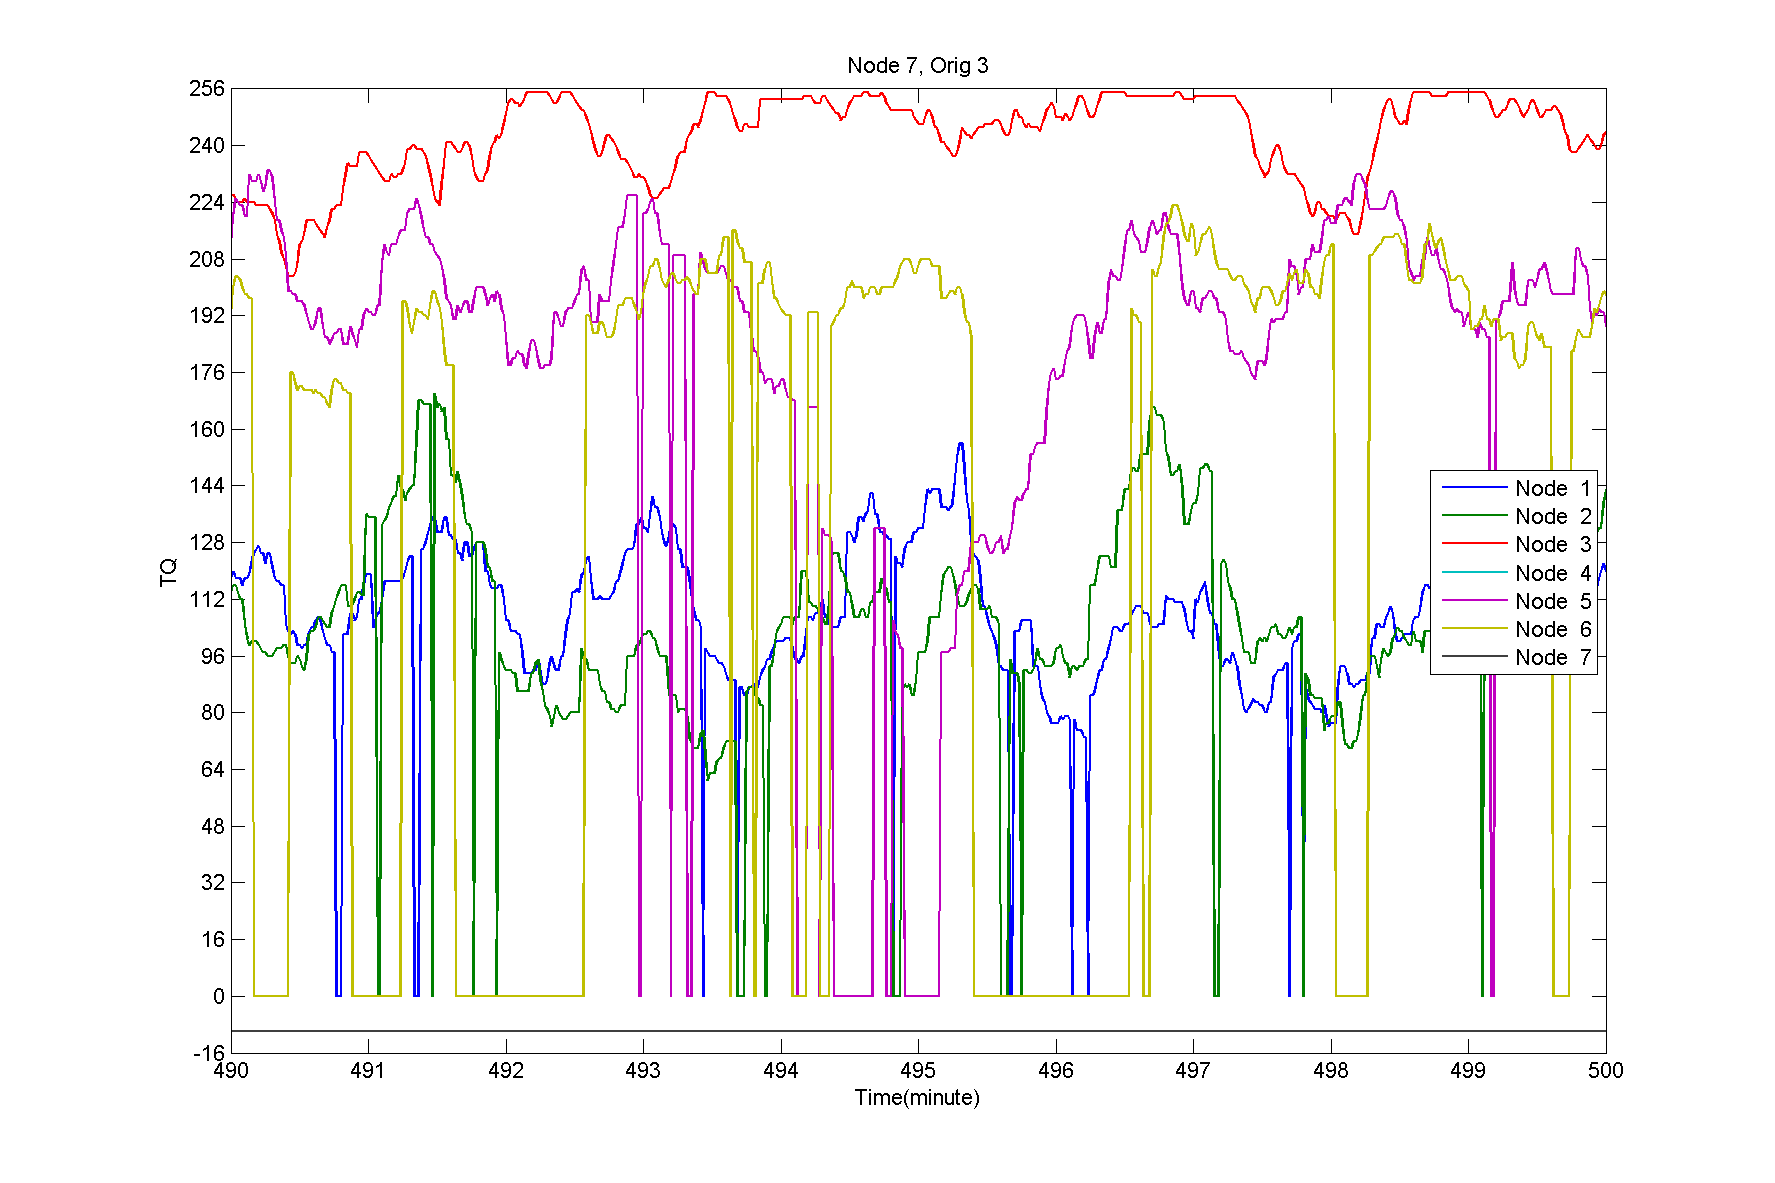 Node 7, Orig 3
256
240
224
208
192
176
160
144
128
112
96
80
64
48
32
16
0
-16
TQ
Node 1
Node 2
Node 3
Node 4
Node 5
Node 6
Node 7
490 491 492 493 494 495 496 497 498 499 500
Time(minute)